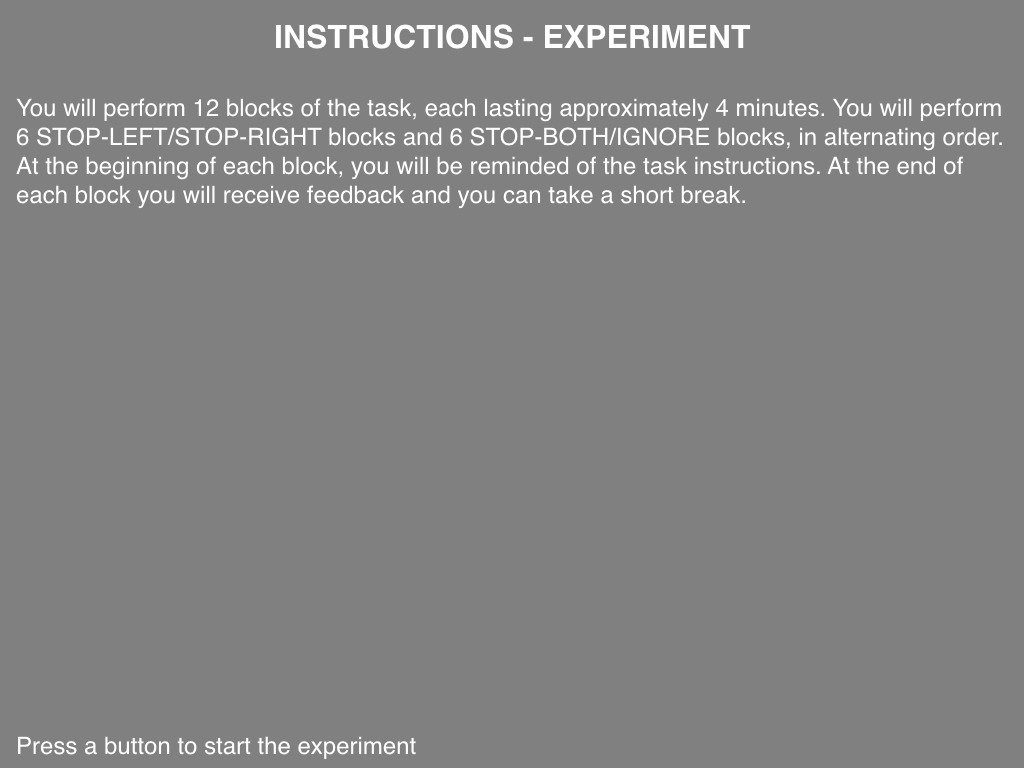 INSTRUCTIONS - EXPERIMENT
You will perform 12 blocks of the task, each lasting approximately 4 minutes. You will perform
6 STOP-LEFT/STOP-RIGHT blocks and 6 STOP-BOTH/IGNORE blocks, in alternating order.
At the beginning of each block, you will be reminded of the task instructions. At the end of
each block you will receive feedback and you can take a short break.
Press a button to start the experiment